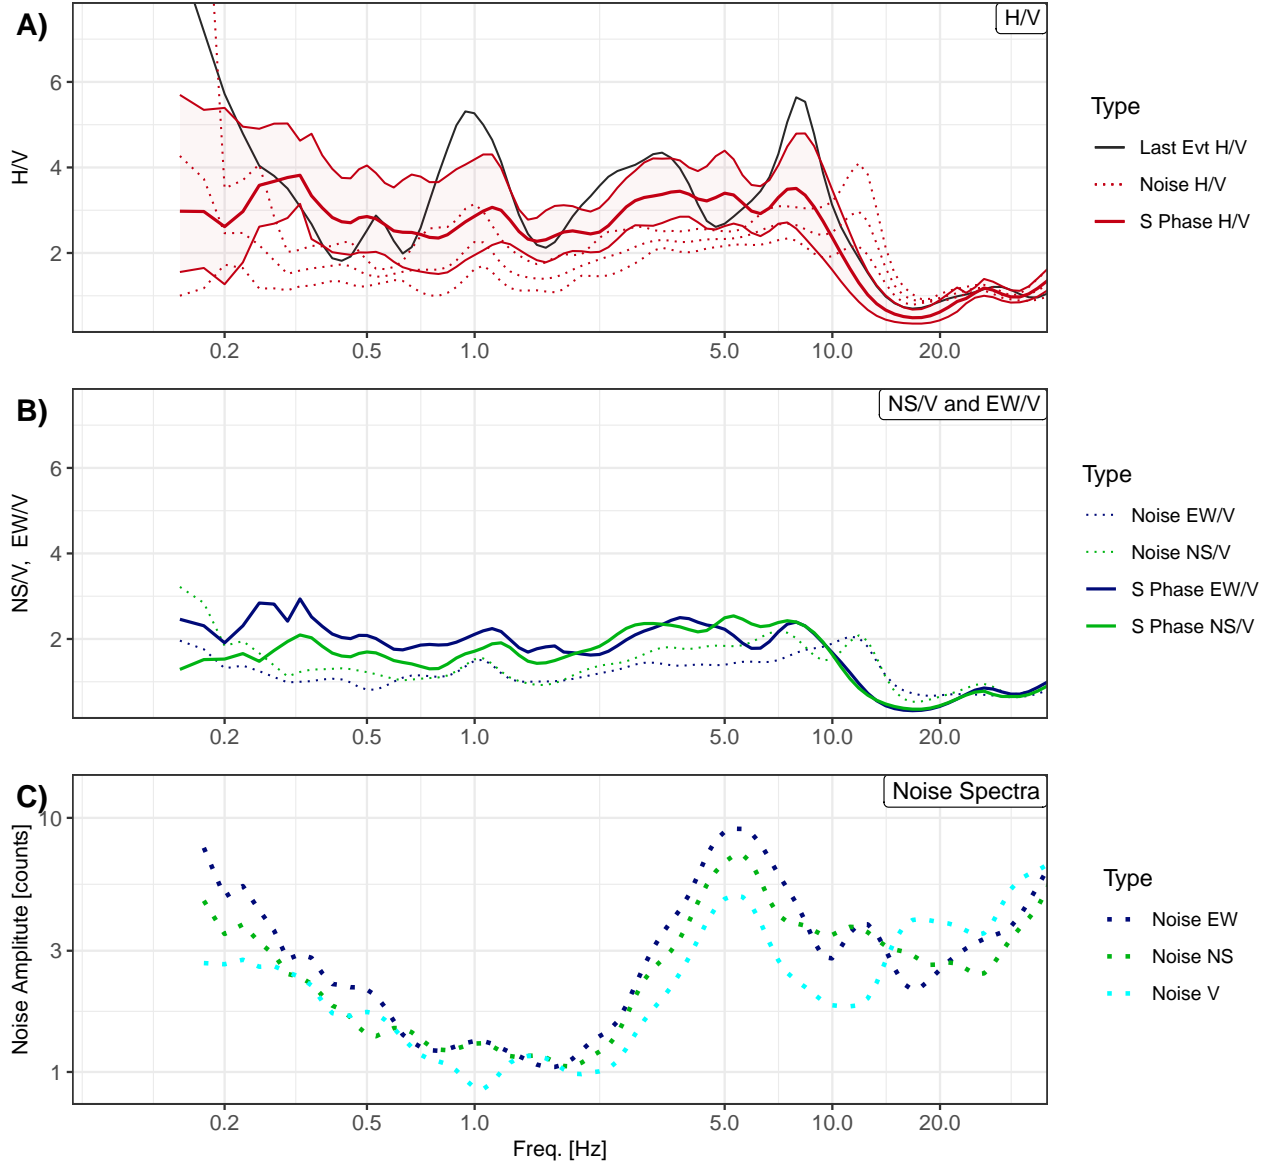 A)
H/V
6
4
2
H/V
0.2 0.5 1.0 5.0 10.0 20.0
Type
Last Evt H/V
Noise H/V
S Phase H/V
B)
NS/V and EW/V
6
4
2
NS/V, EW/V
0.2 0.5 1.0 5.0 10.0 20.0
Type
Noise EW/V
Noise NS/V
S Phase EW/V
S Phase NS/V
C)
Noise Spectra
10
3
1
Noise Amplitute [counts]
0.2 0.5 1.0 5.0 10.0 20.0
Freq. [Hz]
Type
Noise EW
Noise NS
Noise V